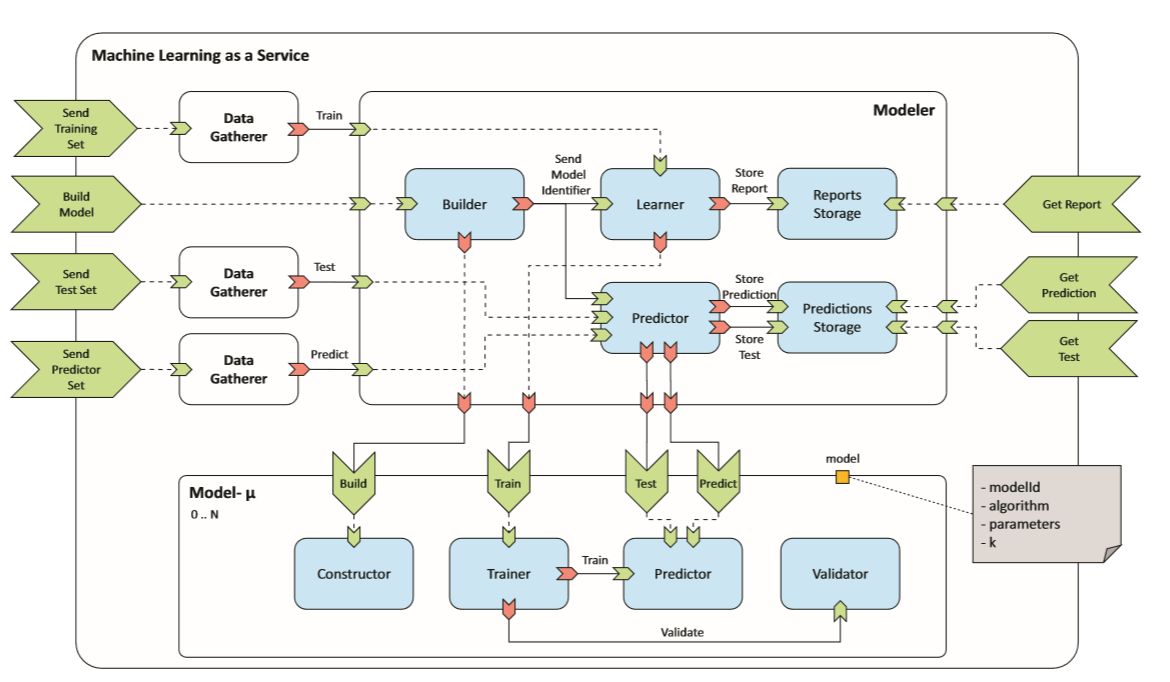 Machine Learning as a Service
Send
Training
Set
Data
Gatherer
Train
Modeler
Build
Model
Builder
Send
Model
Identifier
Learner
Store
Report
Reports
Storage
Get Report
Send
Test Set
Data
Gatherer
Test
Get
Prediction
Store
Prediction
Predictor
Predictions
Storage
Store
Test
Get
Test
Send
Predictor
Set
Data
Gatherer
Predict
Model- μ
0 .. N
Build
Train
Test
Predict
model
- modelId
- algorithm
- parameters
- k
Constructor
Trainer
Train
Predictor
Validator
Validate